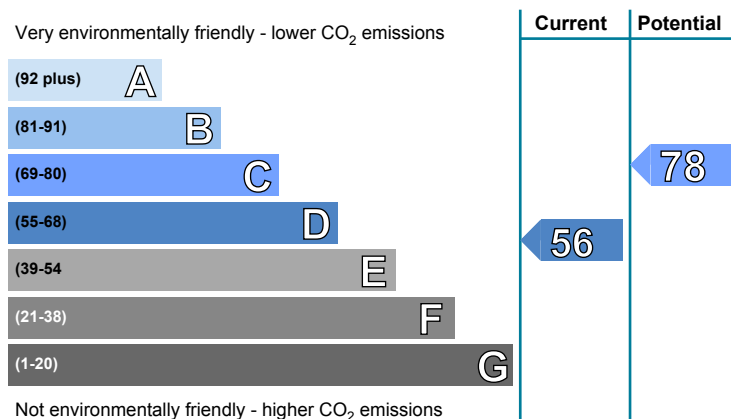 Very environmentally friendly - lower CO2 emissions
Current
Potential
(92 plus) A
(81-91) B
(69-80) C
78
(55-68) D
56
(39-54 E
(21-38) F
(1-20) G
Not environmentally friendly - higher CO2 emissions